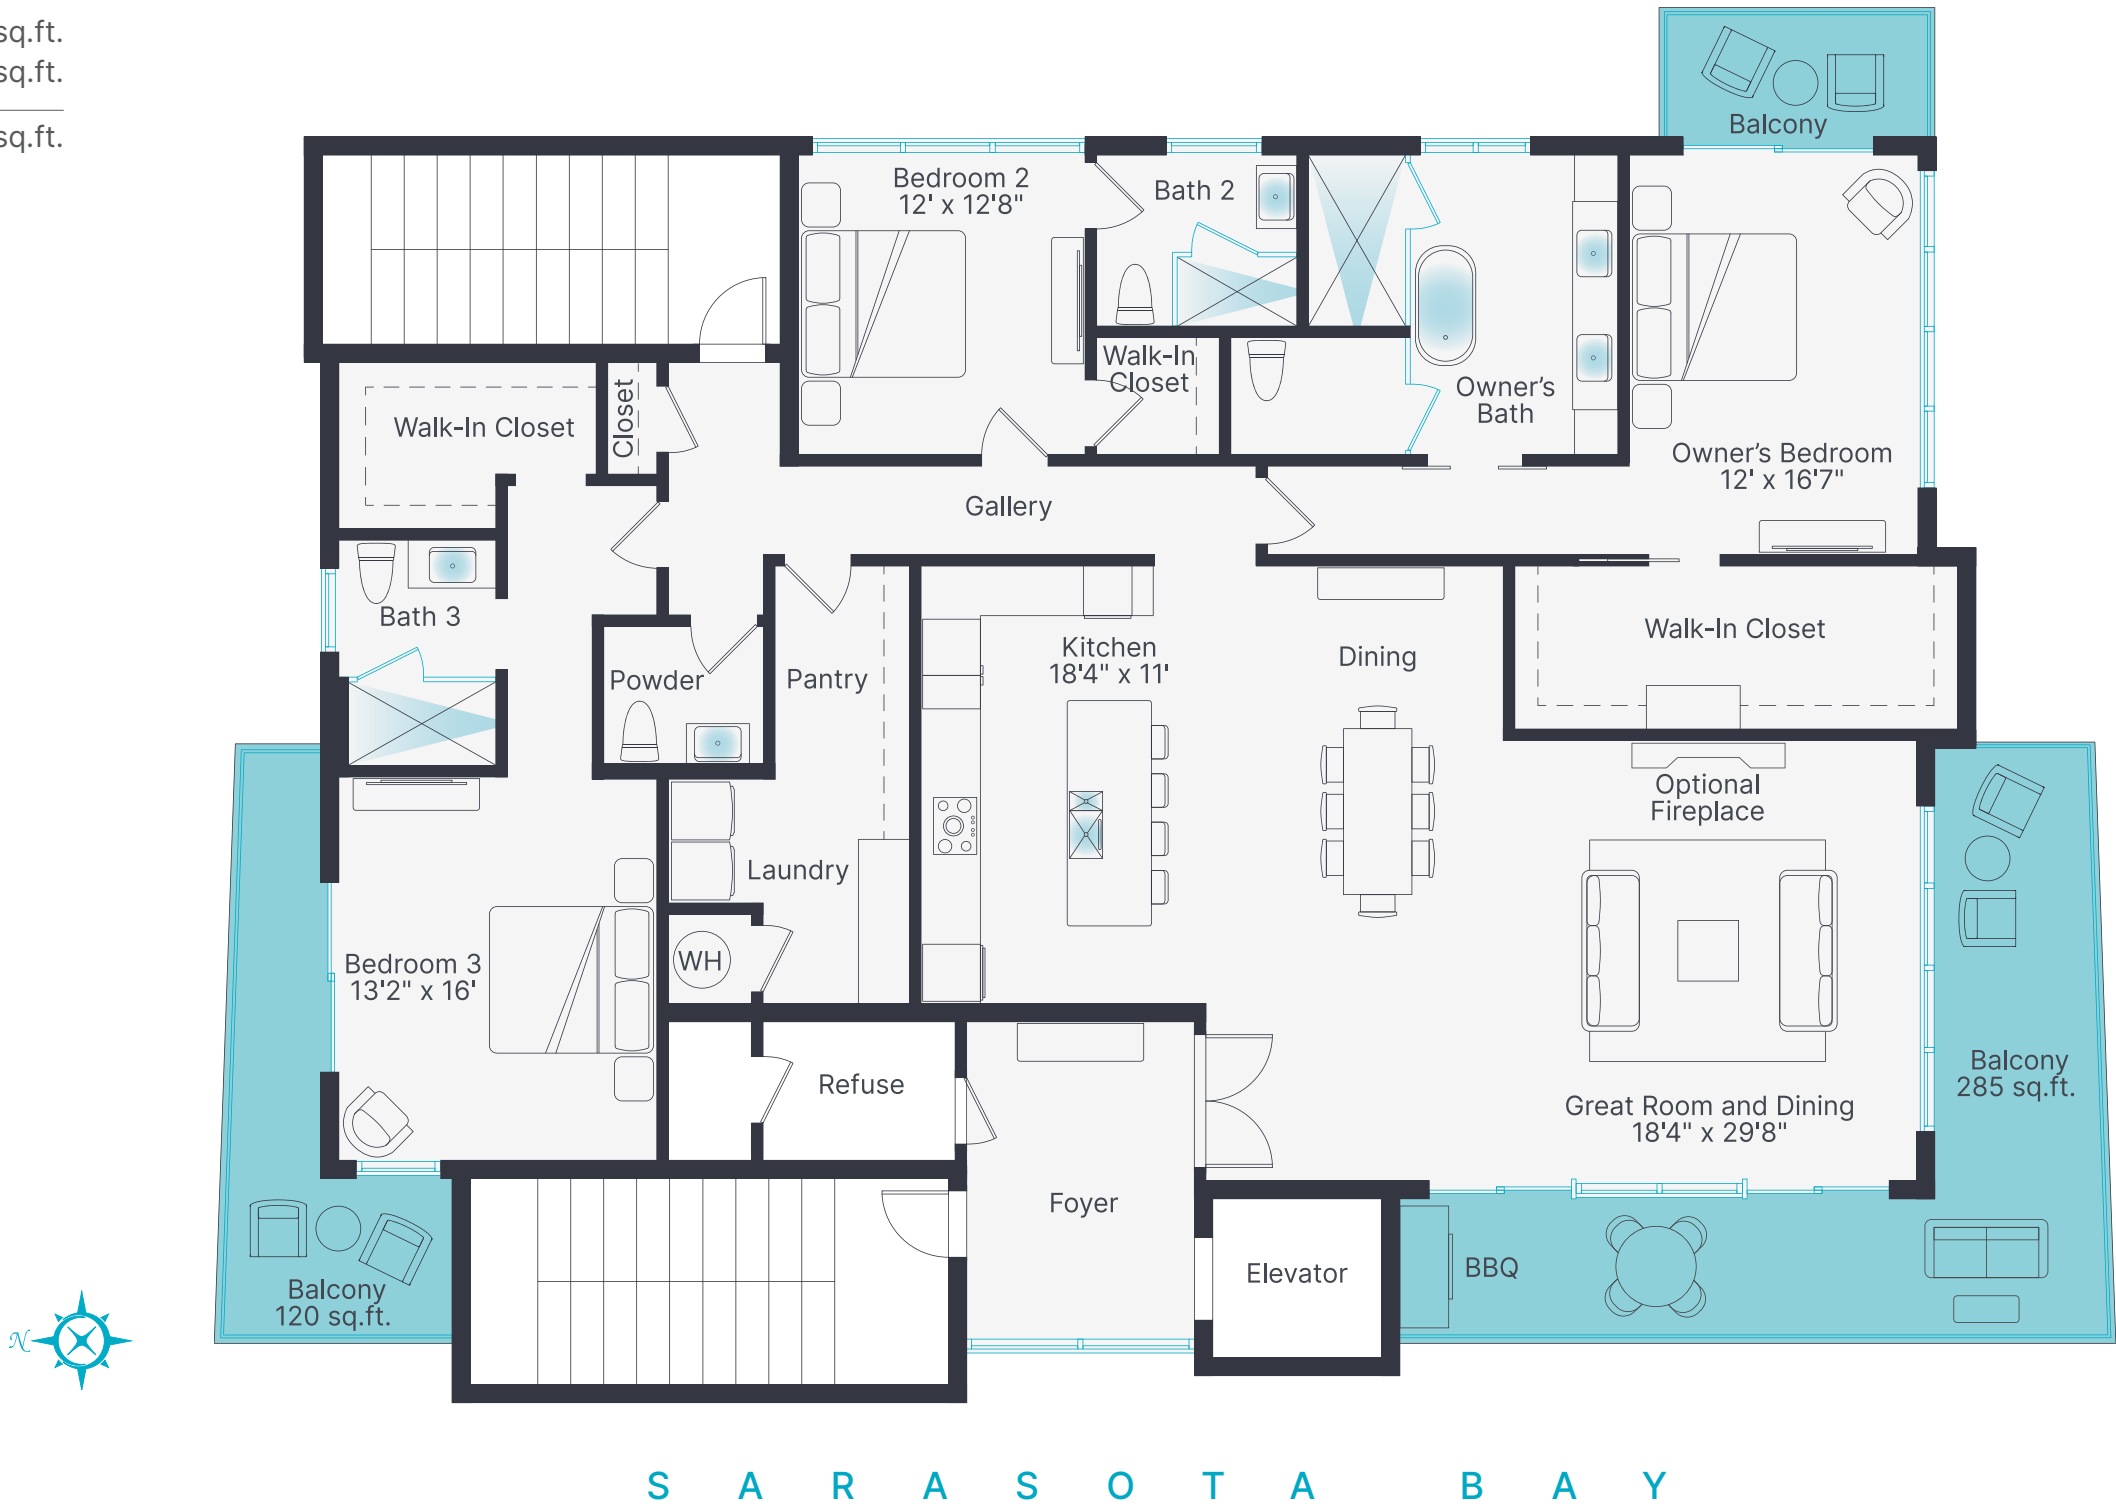 sq.ft.
sq.ft.
sq.ft.
Balcony
Bedroom 2
12' x 12'8"
Bath 2
Walk-In
Closet
Owner's
Bath
Owner's Bedroom
12' x 16'7"
Walk-In Closet
Closet
Gallery
Bath 3
Powder
Pantry
Kitchen
18'4" x 11'
Dining
Walk-In Closet
Optional
Fireplace
Laundry
WH
Bedroom 3
13'2" x 16'
Refuse
Great Room and Dining
18'4" x 29'8"
Balcony
285 sq.ft.
Foyer
Elevator
BBQ
Balcony
120 sq.ft.
N
SARASOTA BAY